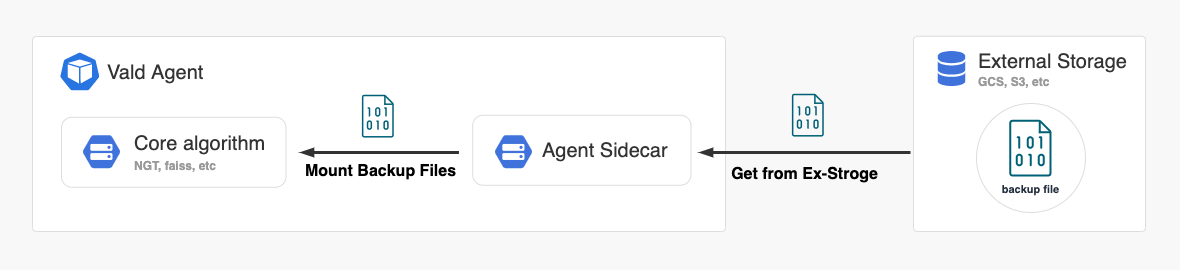 Vald Agent
Core algorithm
NGT, faiss, etc
101
010
Mount Backup Files
Agent Sidecar
101
010
Get from Ex-Stroge
External Storage
GCS, S3, etc
101
010
backup file